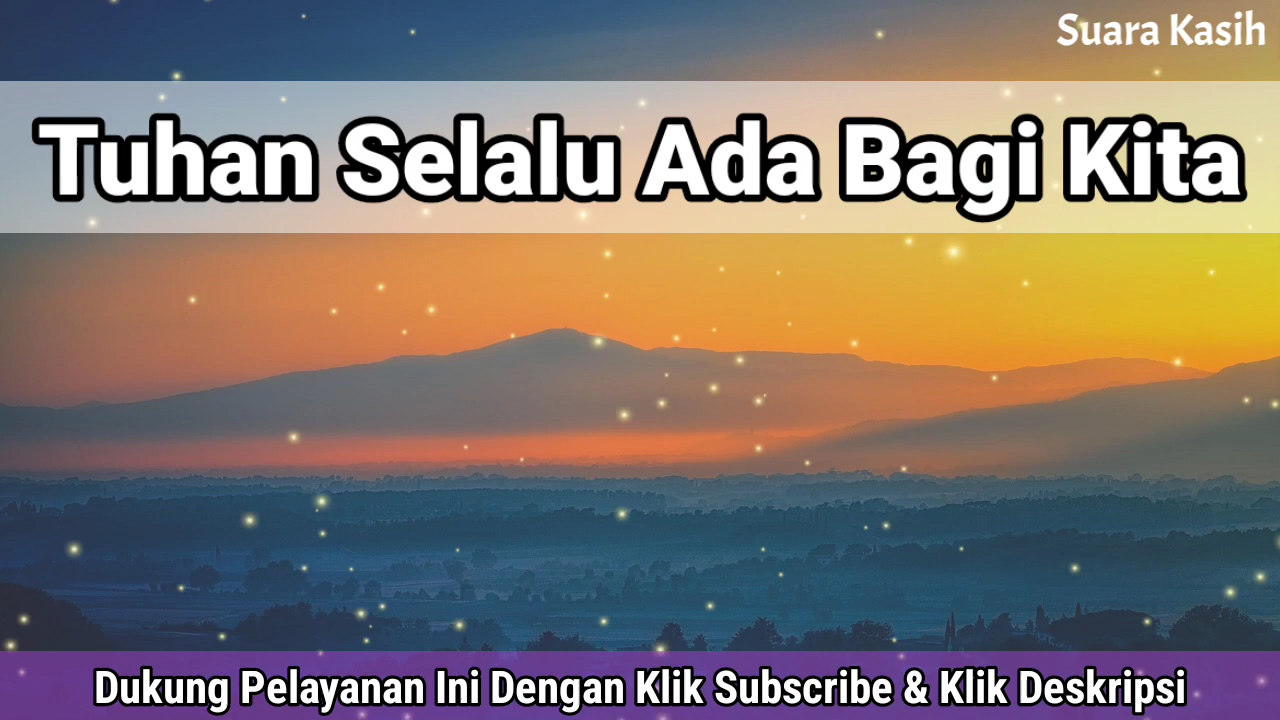 Suara Kasih
Tuhan Selalu Ada Bagi Kita
Dukung Pelayanan Ini Dengan Klik Subscribe & Klik Deskripsi